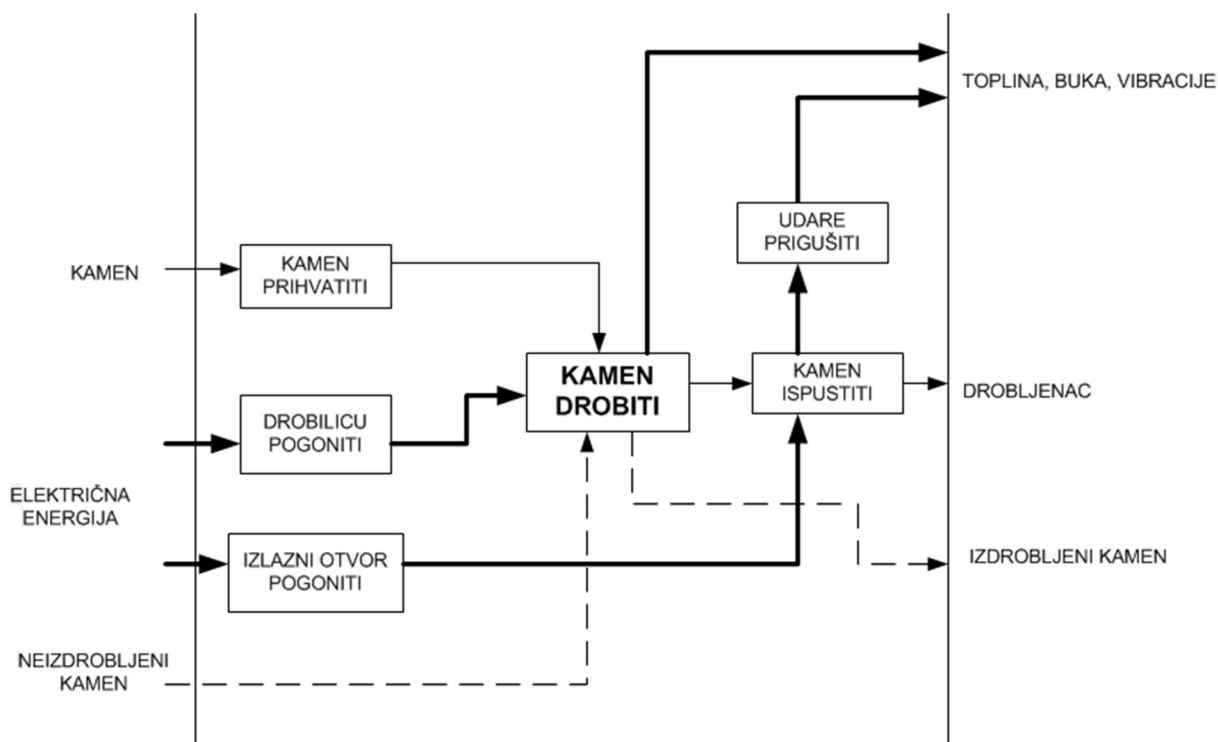 TOPLINA, BUKA, VIBRACIJE
UDARE
PRIGUŠITI
KAMEN
KAMEN
PRIHVATITI
KAMEN
DROBITI
KAMEN
ISPUSTITI
DROBLJENAC
DROBILICU
POGONITI
ELEKTRIČNA
ENERGIJA
IZLAZNI OTVOR
POGONITI
IZDROBLJENI KAMEN
NEIZDROBLJENI
KAMEN